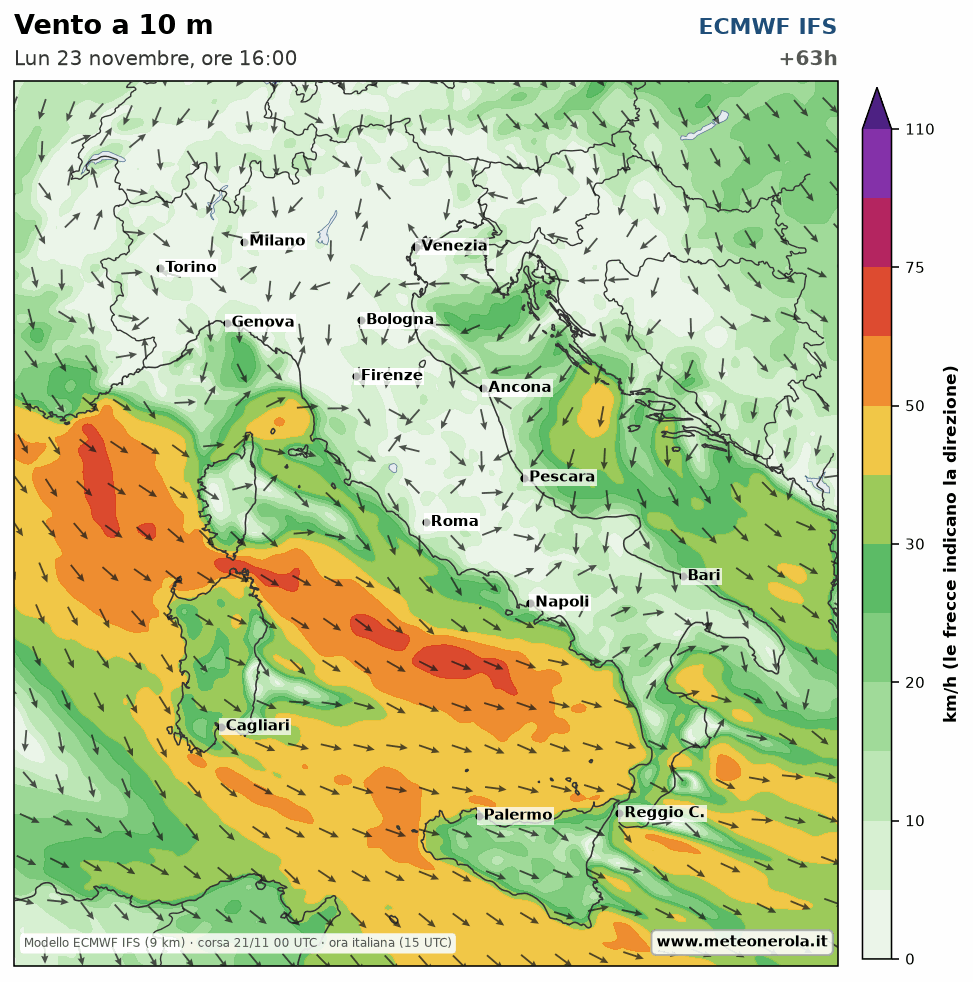 Vento a 10 m
ECMWF IFS
Lun 23 novembre, ore 16:00
+63h
Milano
Venezia
Torino
Genova
Bologna
Firenze
Ancona
Pescara
Roma
Bari
Napoli
Cagliari
Palermo
Reggio C.
Modello ECMWF IFS (9 km) · corsa 21/11 00 UTC · ora italiana (15 UTC)
www.meteonerola.it
110
75
50
30
20
10
0
km/h (le frecce indicano la direzione)